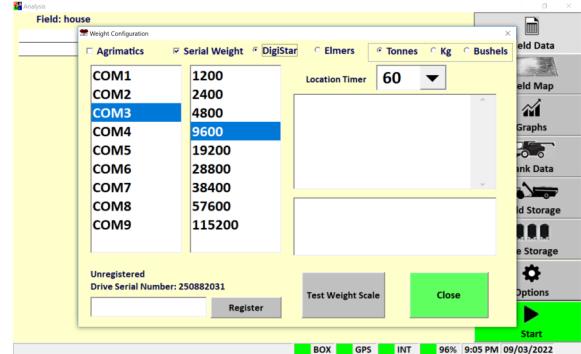 Analysis
Field: house
Weight Configuration
Agrimatics Serial Weight DigiStar Elmers Tonnes Kg Bushels
COM1
COM2
COM3
COM4
COM5
COM6
COM7
COM8
COM9
1200
2400
4800
9600
19200
28800
38400
57600
115200
Location Timer 60
Unregistered
Drive Serial Number: 250882031
Register
Test Weight Scale
Close
eld Data
eld Map
Graphs
nk Data
d Storage
e Storage
Options
Start
BOX GPS INT 96% 9:05 PM 09/03/2022